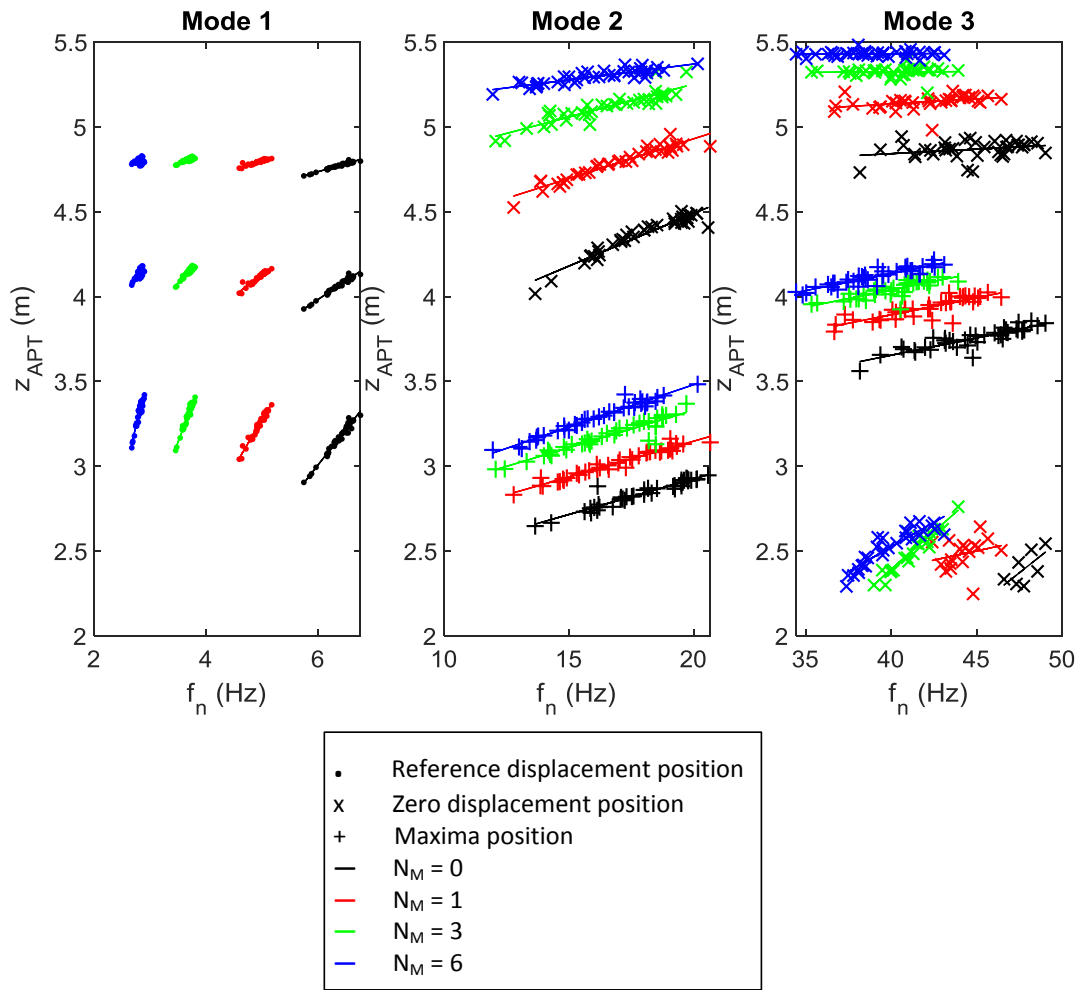 Mode 1
Mode 2
Mode 3
5.5
5
4.5
4
3.5
3
2.5
2
z_APT (m)
2
4
6
f_n (Hz)
5.5
5
4.5
4
3.5
3
2.5
2
z_APT (m)
10
15
20
f_n (Hz)
5.5
5
4.5
4
3.5
3
2.5
2
z_APT (m)
35
40
45
50
f_n (Hz)
Reference displacement position
x Zero displacement position
+ Maxima position
N_M = 0
N_M = 1
N_M = 3
N_M = 6